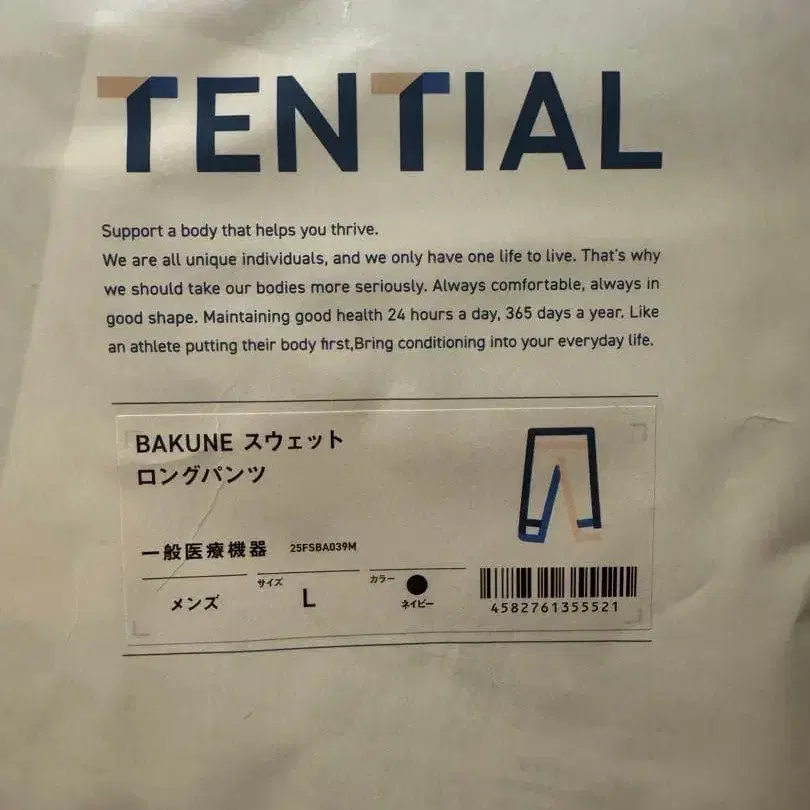 TENTIAL
Support a body that helps you thrive.
We are all unique individuals, and we only have one life to live. That's why
we should take our bodies more seriously. Always comfortable, always in
good shape. Maintaining good health 24 hours a day, 365 days a year. Like
an athlete putting their body first,Bring conditioning into your everyday life.
BAKUNE スウェット
ロングパンツ
一般医療機器 25FSBA039M
メンズ
サイズ
L
カラー
ネイビー
4582761355521